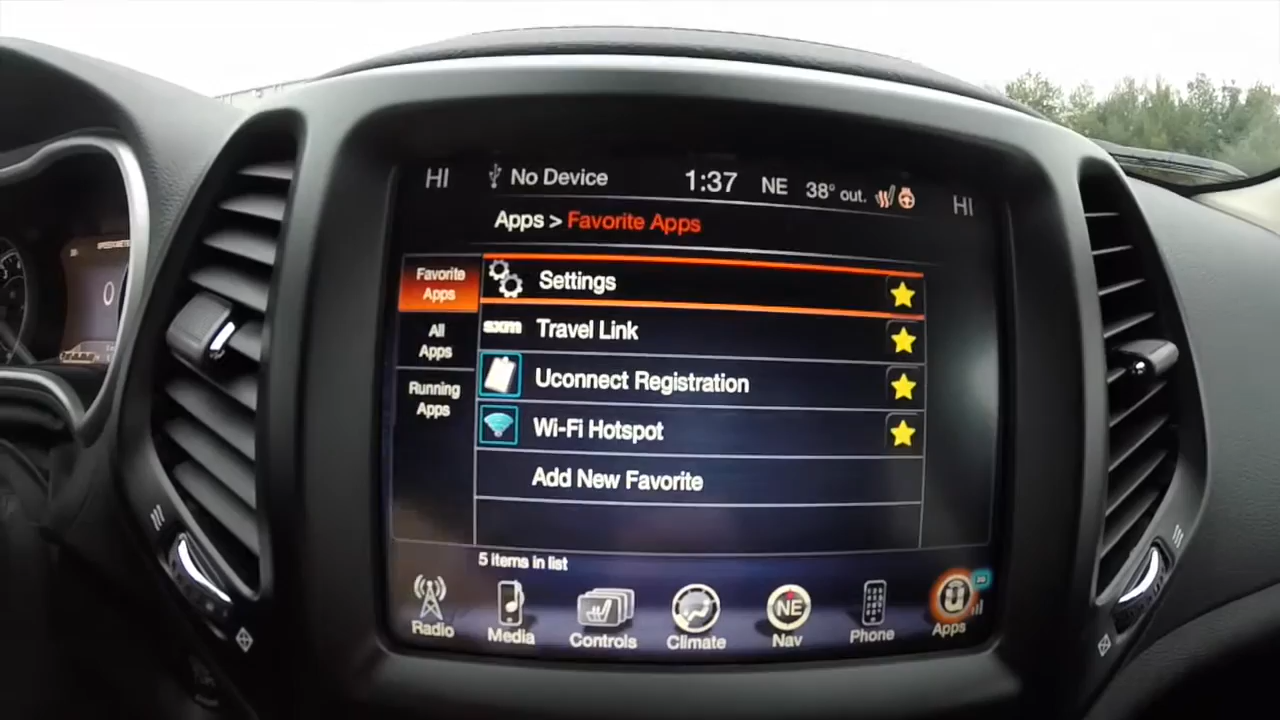 HI No Device 1:37 NE 38° out. HI
Apps > Favorite Apps
Favorite
Apps
All
Apps
Running
Apps
Settings
sxm Travel Link
Uconnect Registration
Wi-Fi Hotspot
Add New Favorite
5 items in list
Radio
Media
Controls
Climate
NE
Nav
Phone
Apps
0